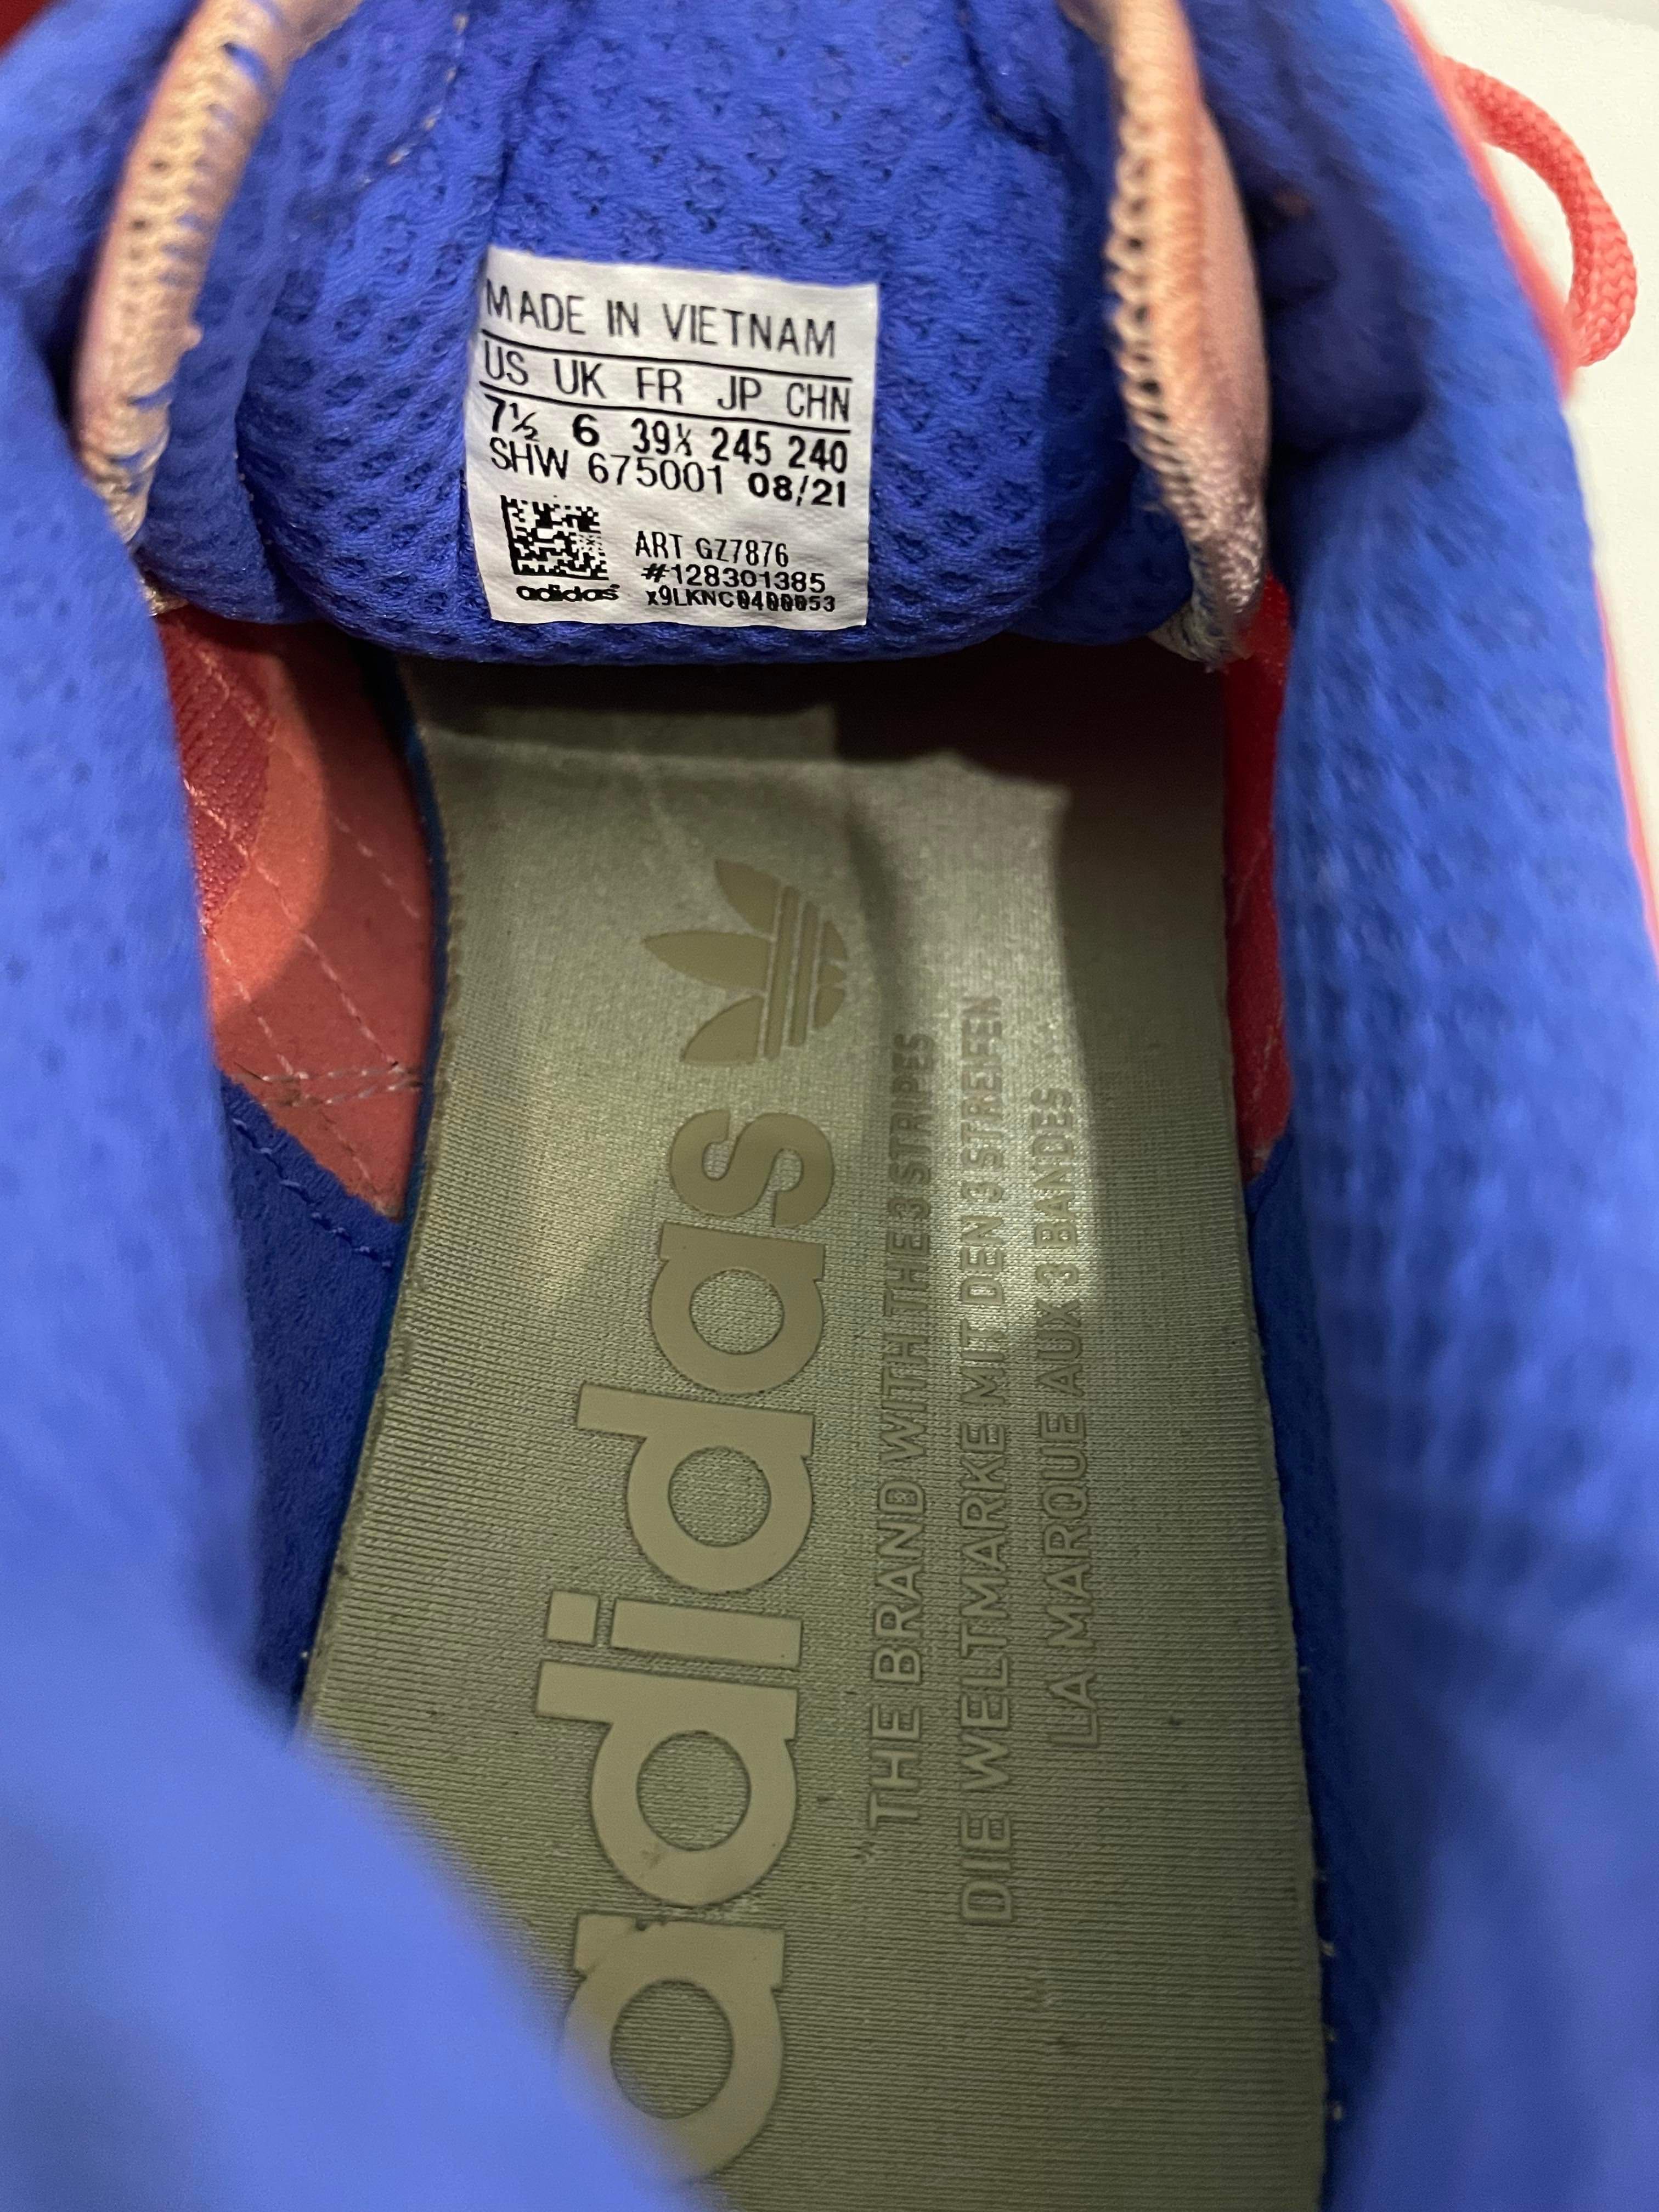 MADE IN VIETNAM
US UK FR JP CHN
7½ 6 39⅓ 245 240
SHW 675001 08/21
ART GZ7876
#128301385
adidas
adidas
THE BRAND WITH THE 3 STRIPES
DIE WELTMARKE MIT DEN 3 STREIFEN
LA MARQUE AUX 3 BANDES